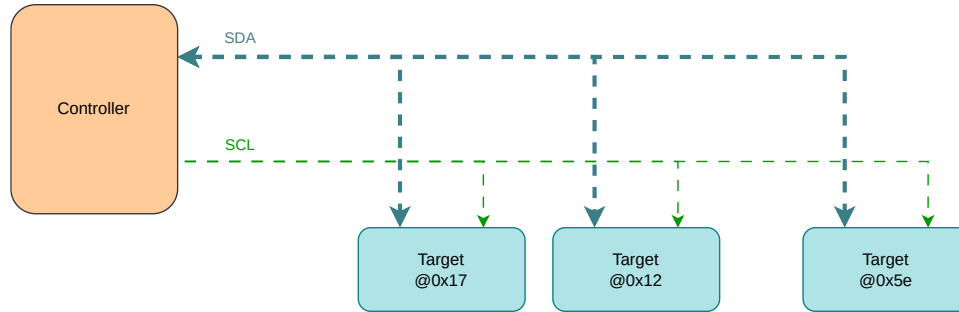 SDA
Controller
SCL
Target
@0x17
Target
@0x12
Target
@0x5e